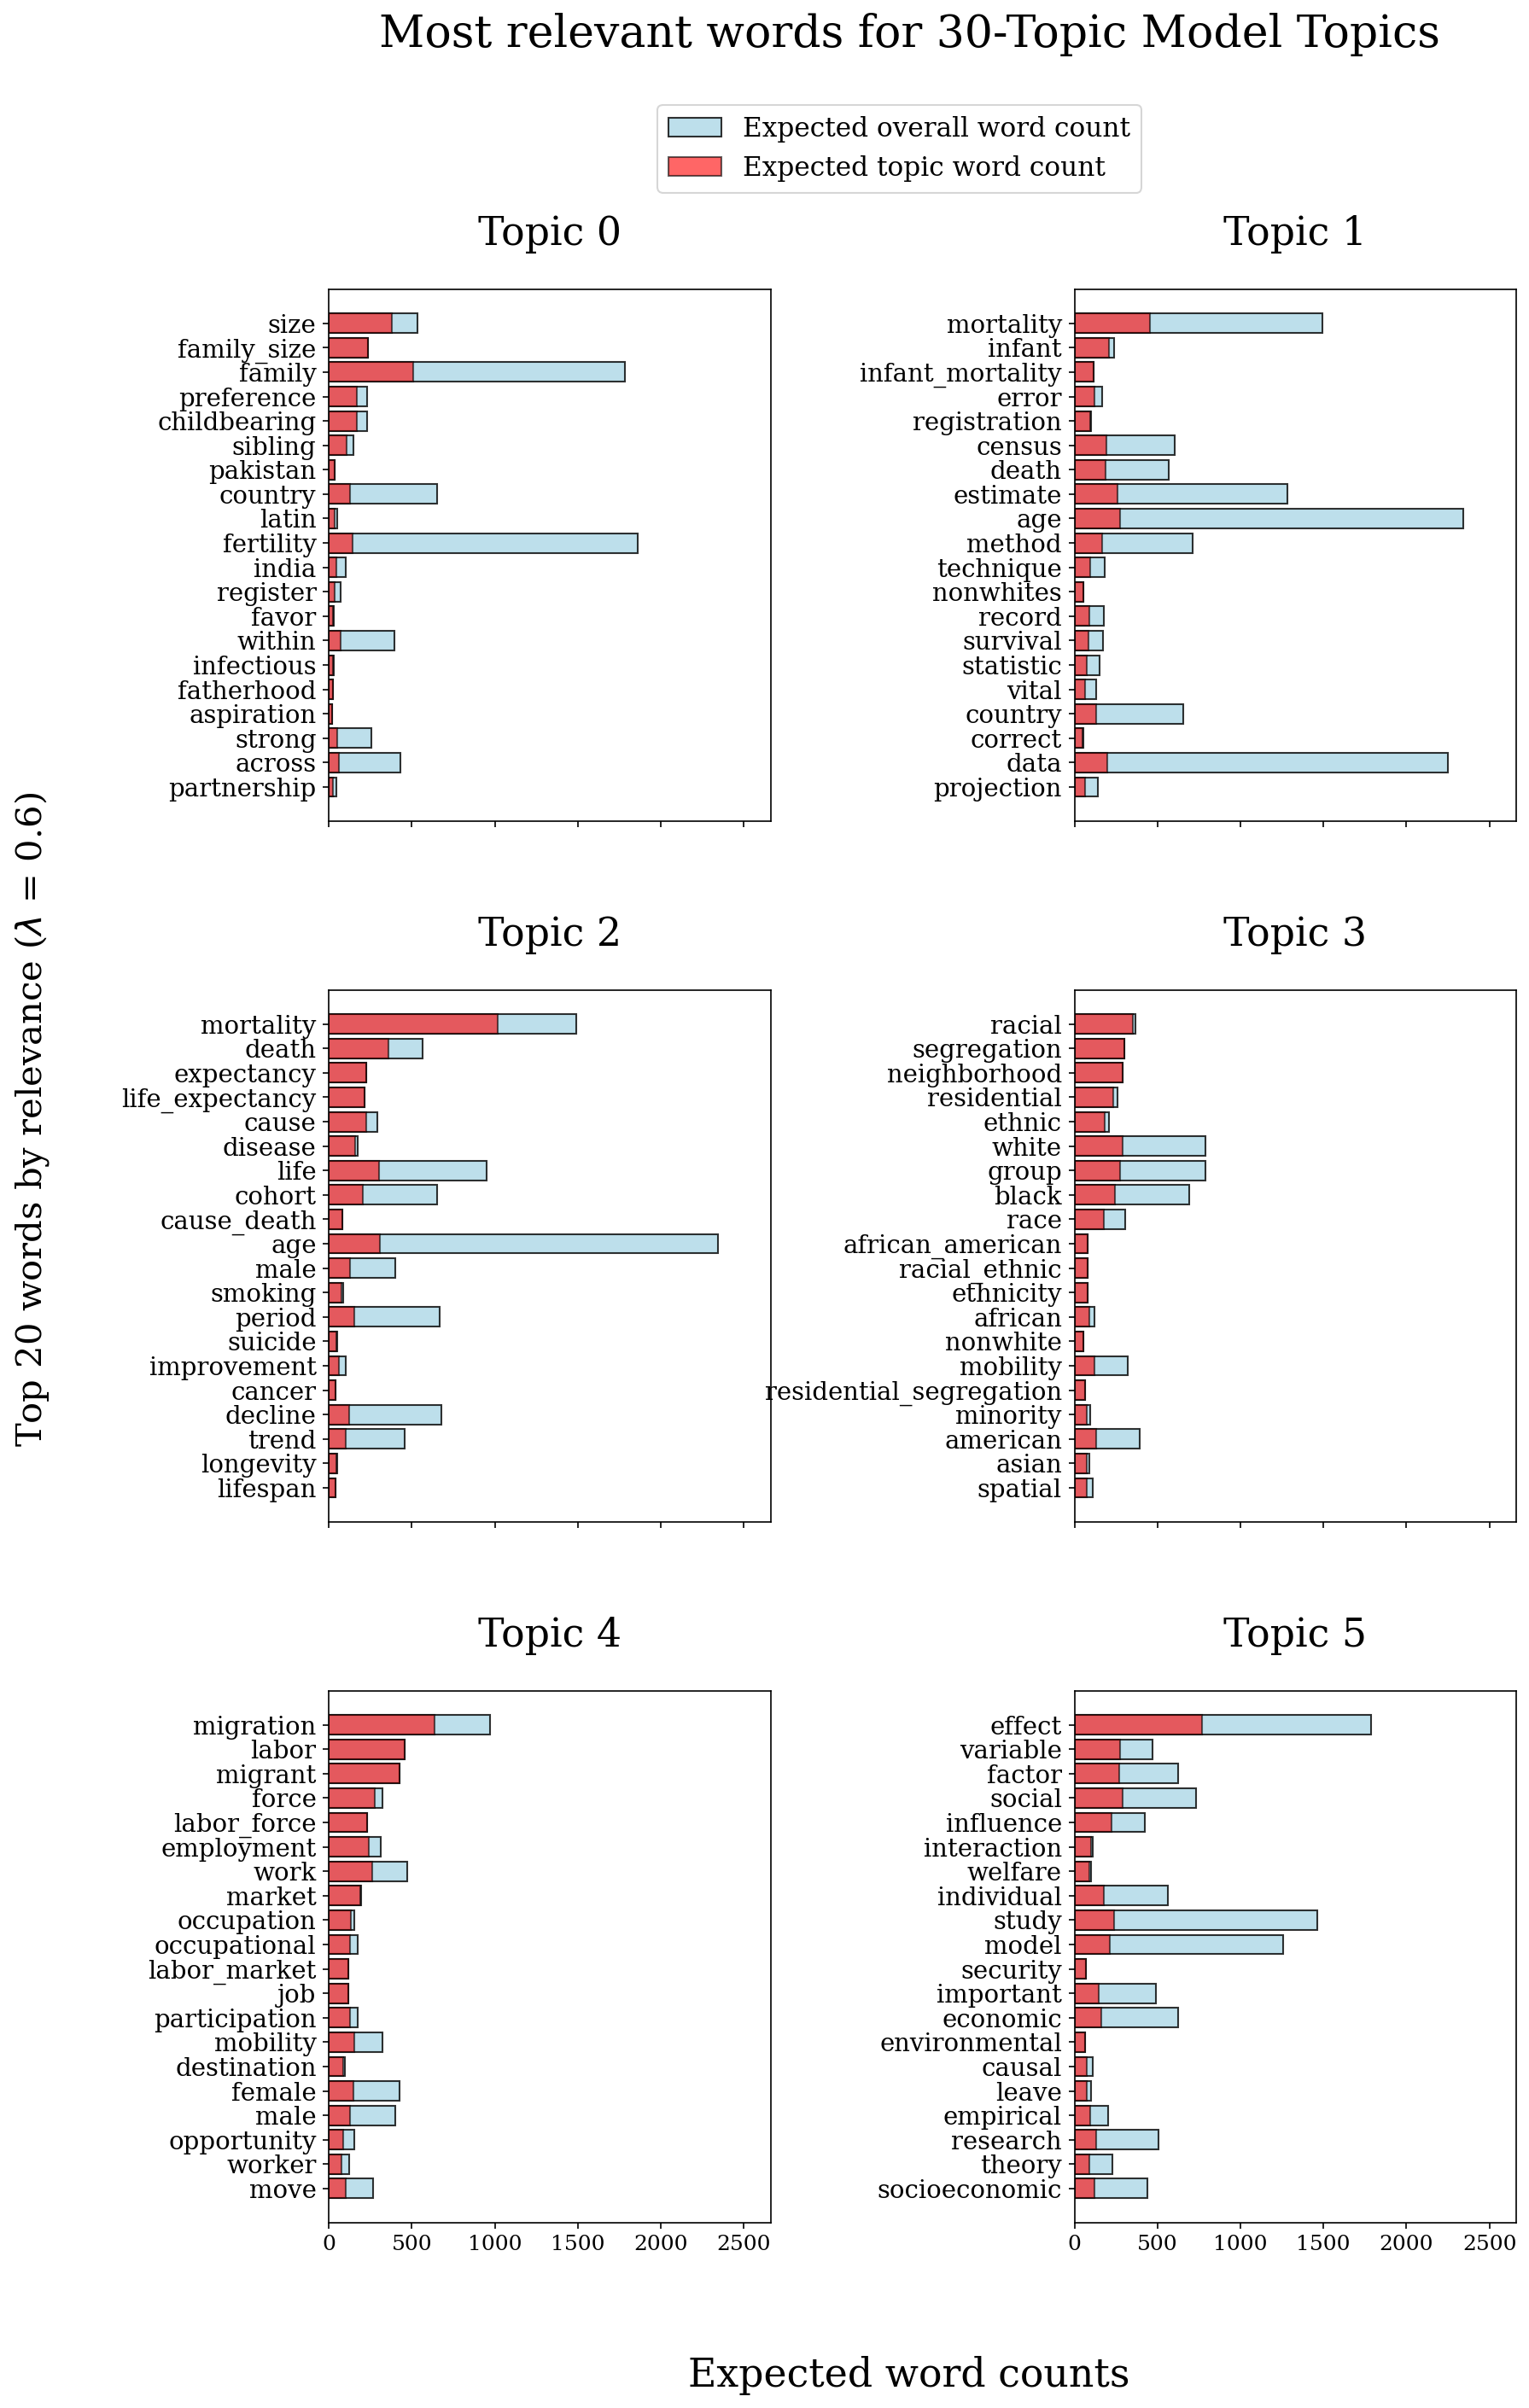 Most relevant words for 30-Topic Model Topics
Expected overall word count
Expected topic word count
Top 20 words by relevance (λ = 0.6)
Topic 0
size
family_size
family
preference
childbearing
sibling
pakistan
country
latin
fertility
india
register
favor
within
infectious
fatherhood
aspiration
strong
across
partnership
Topic 1
mortality
infant
infant_mortality
error
registration
census
death
estimate
age
method
technique
nonwhites
record
survival
statistic
vital
country
correct
data
projection
Topic 2
mortality
death
expectancy
life_expectancy
cause
disease
life
cohort
cause_death
age
male
smoking
period
suicide
improvement
cancer
decline
trend
longevity
lifespan
Topic 3
racial
segregation
neighborhood
residential
ethnic
white
group
black
race
african_american
racial_ethnic
ethnicity
african
nonwhite
mobility
residential_segregation
minority
american
asian
spatial
Topic 4
migration
labor
migrant
force
labor_force
employment
work
market
occupation
occupational
labor_market
job
participation
mobility
destination
female
male
opportunity
worker
move
0 500 1000 1500 2000 2500
Topic 5
effect
variable
factor
social
influence
interaction
welfare
individual
study
model
security
important
economic
environmental
causal
leave
empirical
research
theory
socioeconomic
0 500 1000 1500 2000 2500
Expected word counts